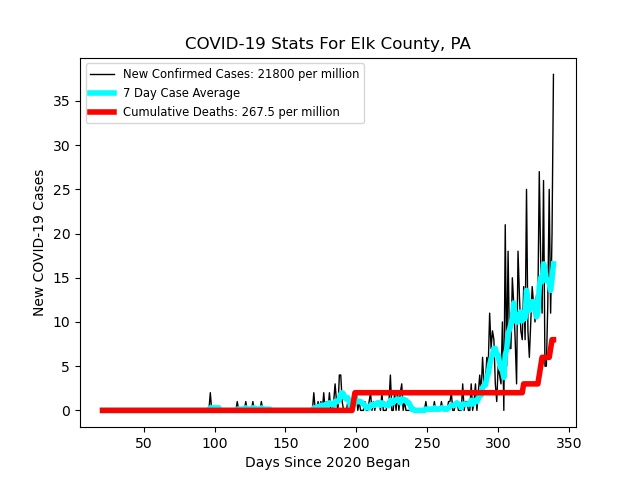 COVID-19 Stats For Elk County, PA
New Confirmed Cases: 21800 per million
7 Day Case Average
Cumulative Deaths: 267.5 per million
New COVID-19 Cases
35
30
25
20
15
10
5
0
50 100 150 200 250 300 350
Days Since 2020 Began